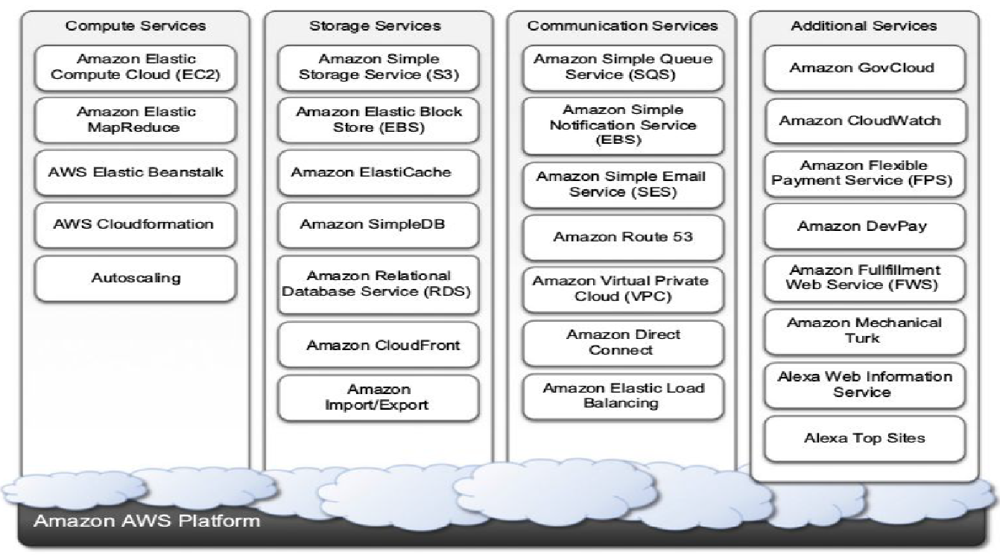 Compute Services
Amazon Elastic
Compute Cloud (EC2)
Amazon Elastic
MapReduce
AWS Elastic Beanstalk
AWS Cloudformation
Autoscaling
Storage Services
Amazon Simple
Storage Service (S3)
Amazon Elastic Block
Store (EBS)
Amazon ElastiCache
Amazon SimpleDB
Amazon Relational
Database Service (RDS)
Amazon CloudFront
Amazon
Import/Export
Communication Services
Amazon Simple Queue
Service (SQS)
Amazon Simple
Notification Service
(EBS)
Amazon Simple Email
Service (SES)
Amazon Route 53
Amazon Virtual Private
Cloud (VPC)
Amazon Direct
Connect
Amazon Elastic Load
Balancing
Additional Services
Amazon GovCloud
Amazon CloudWatch
Amazon Flexible
Payment Service (FPS)
Amazon DevPay
Amazon Fullfillment
Web Service (FWS)
Amazon Mechanical
Turk
Alexa Web Information
Service
Alexa Top Sites
Amazon AWS Platform